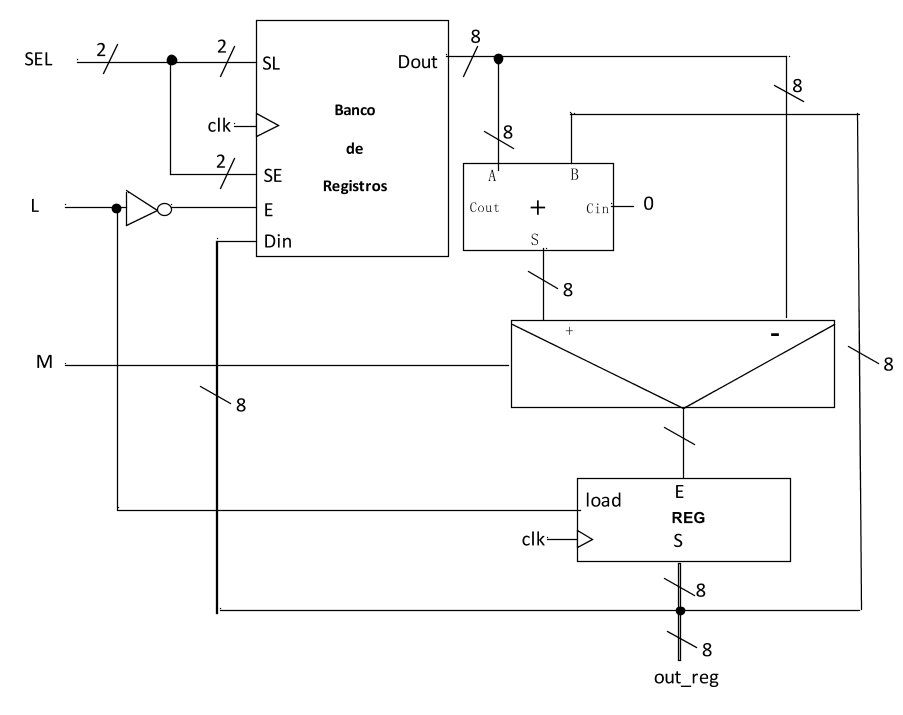 SEL
2
2
SL
Dout
8
8
clk
Banco
de
Registros
8
2
SE
A
B
L
E
Cout
+
Cin
0
Din
S
8
+
-
M
8
8
load
E
REG
clk
S
8
8
out_reg